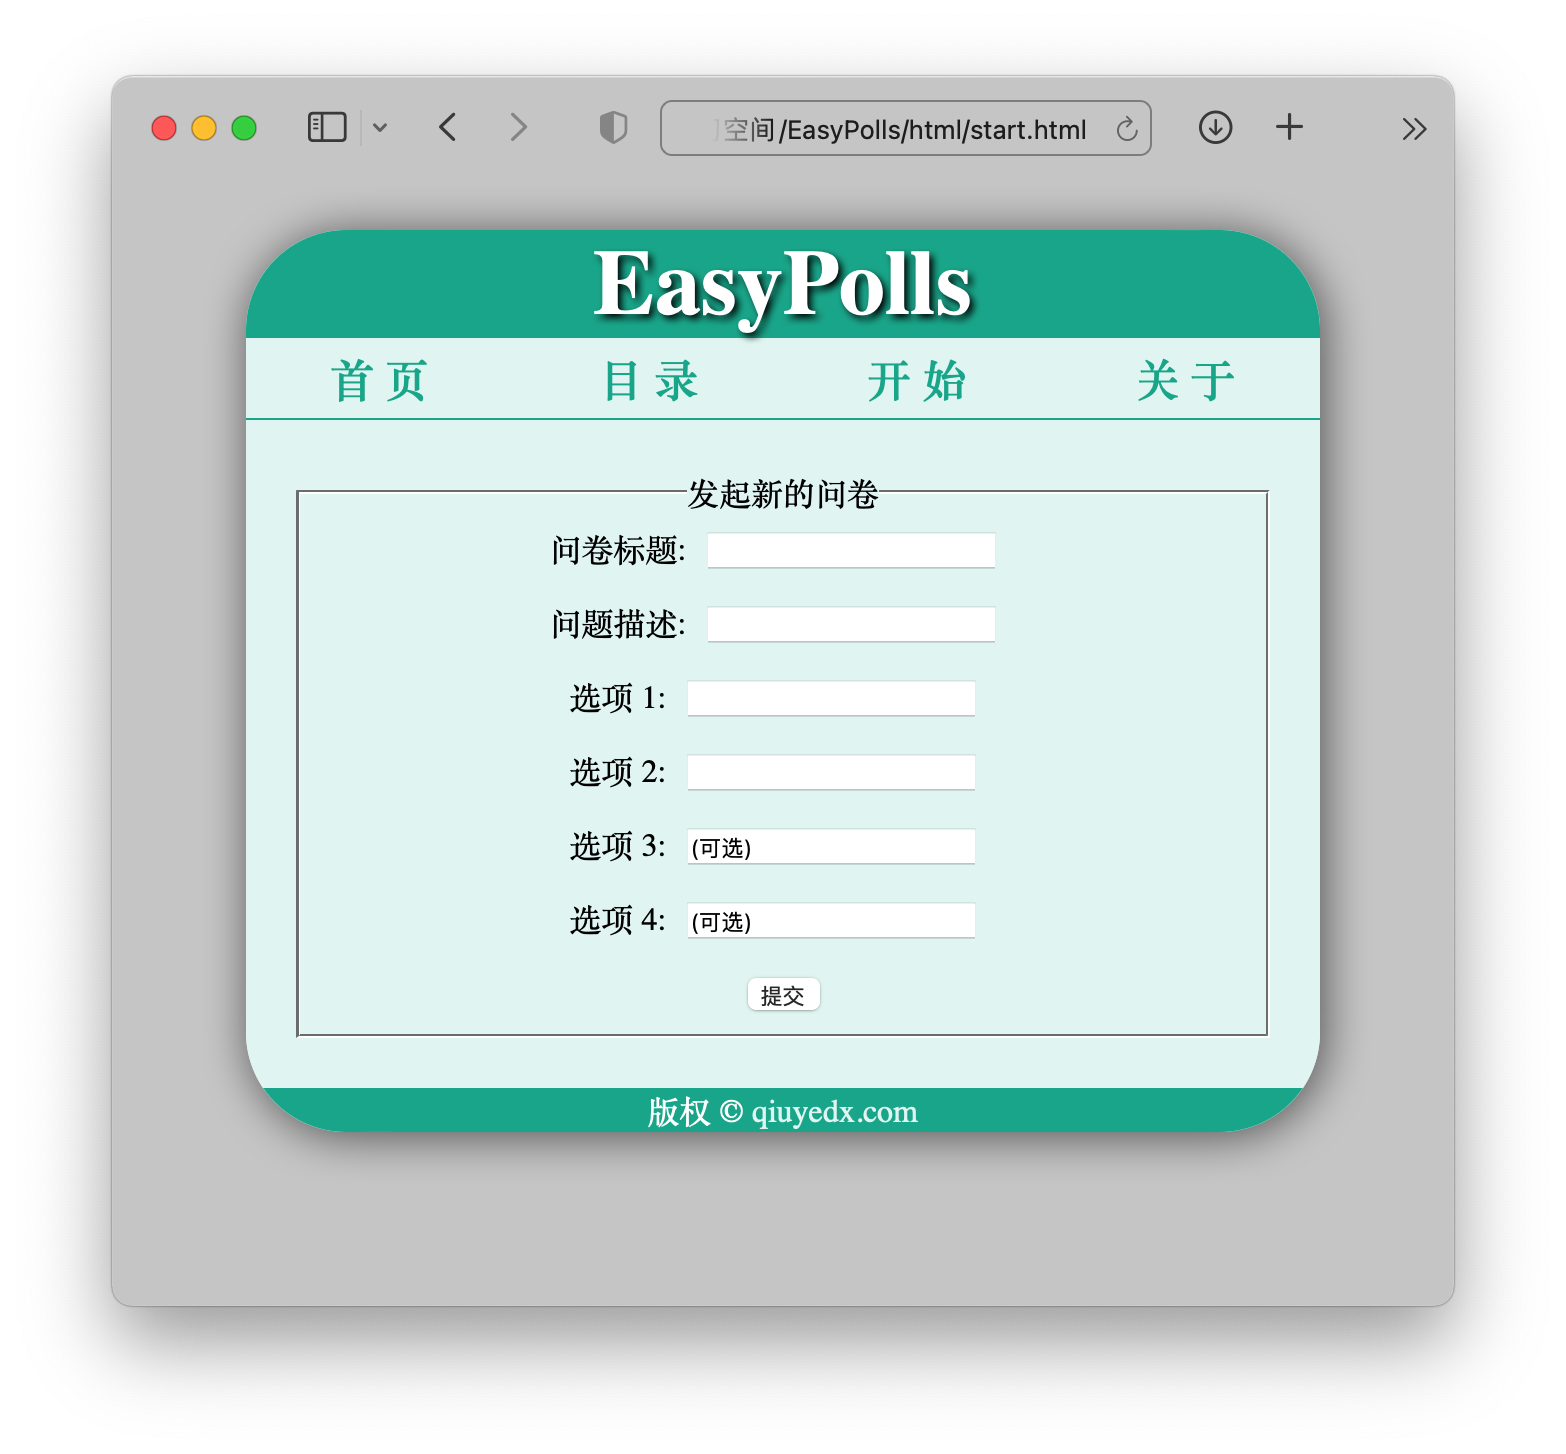 空间/EasyPolls/html/start.html
EasyPolls
首 页 目 录 开 始 关 于
发起新的问卷
问卷标题:
问题描述:
选项 1:
选项 2:
选项 3: (可选)
选项 4: (可选)
提交
版权 © qiuyedx.com